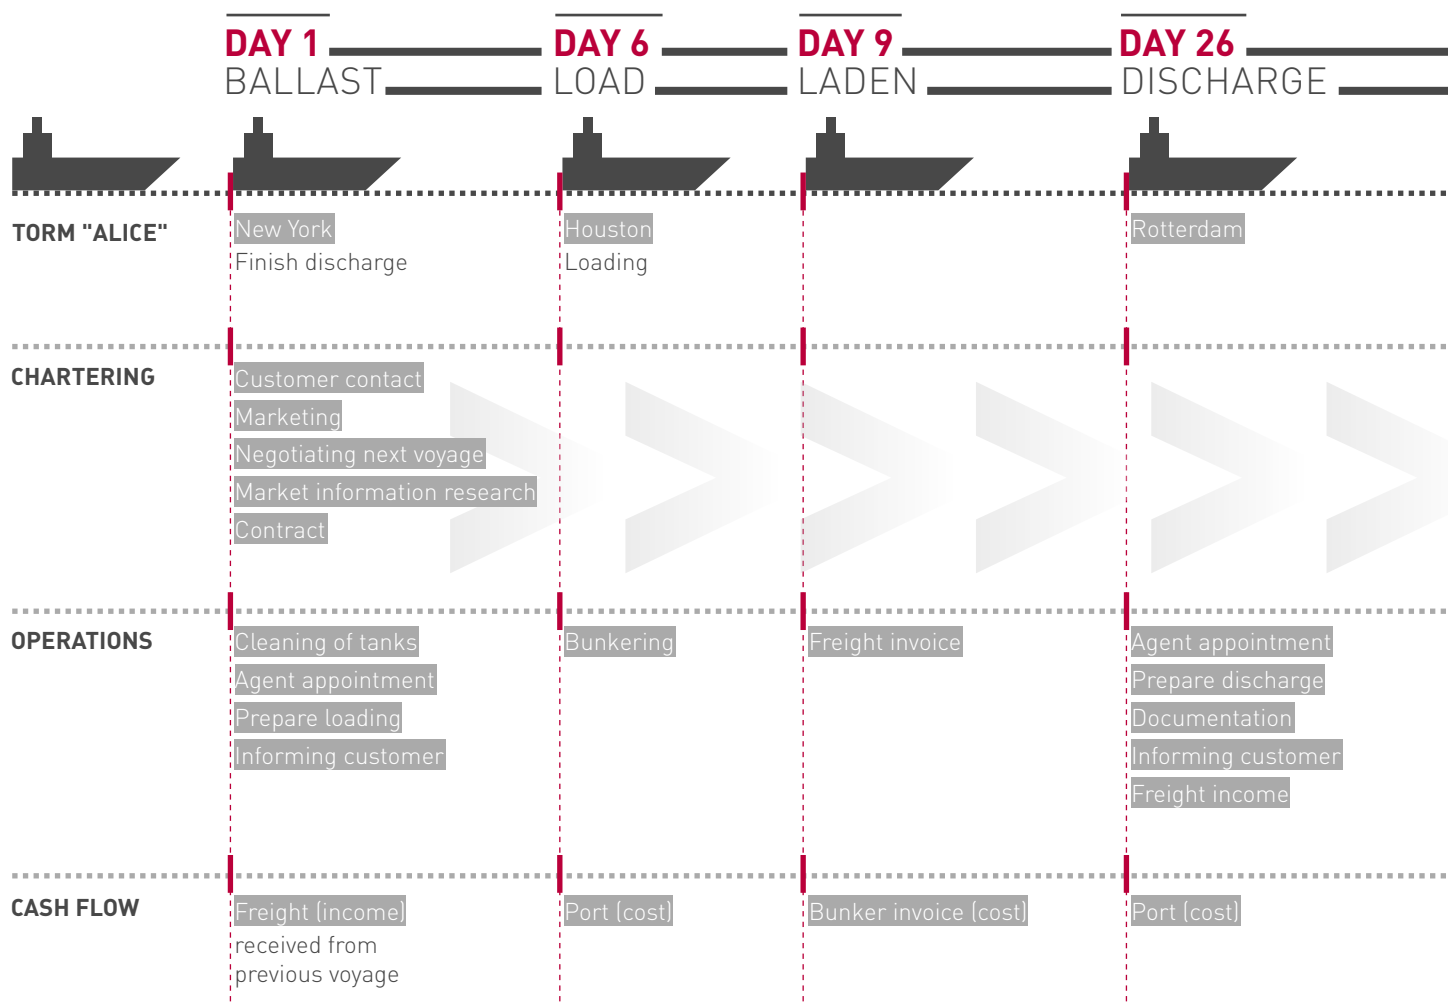 DAY 1
BALLAST
DAY 6
LOAD
DAY 9
LADEN
DAY 26
DISCHARGE
TORM "ALICE"
New York
Finish discharge
Houston
Loading
Rotterdam
CHARTERING
Customer contact
Marketing
Negotiating next voyage
Market information research
Contract
OPERATIONS
Cleaning of tanks
Agent appointment
Prepare loading
Informing customer
Bunkering
Freight invoice
Agent appointment
Prepare discharge
Documentation
Informing customer
Freight income
CASH FLOW
Freight (income)
received from
previous voyage
Port (cost)
Bunker invoice (cost)
Port (cost)